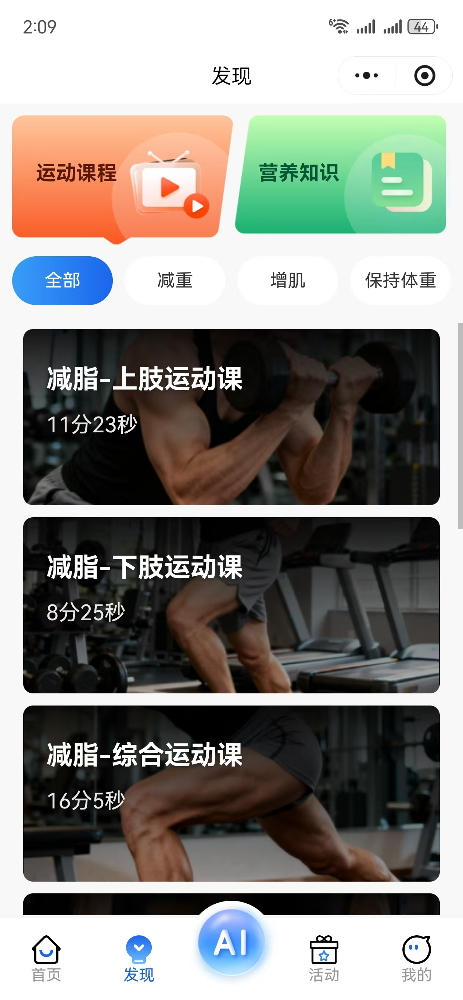 2:09
6+
44
发现
运动课程
营养知识
全部
减重
增肌
保持体重
减脂-上肢运动课
11分23秒
减脂-下肢运动课
8分25秒
减脂-综合运动课
16分5秒
AI
首页
发现
活动
我的